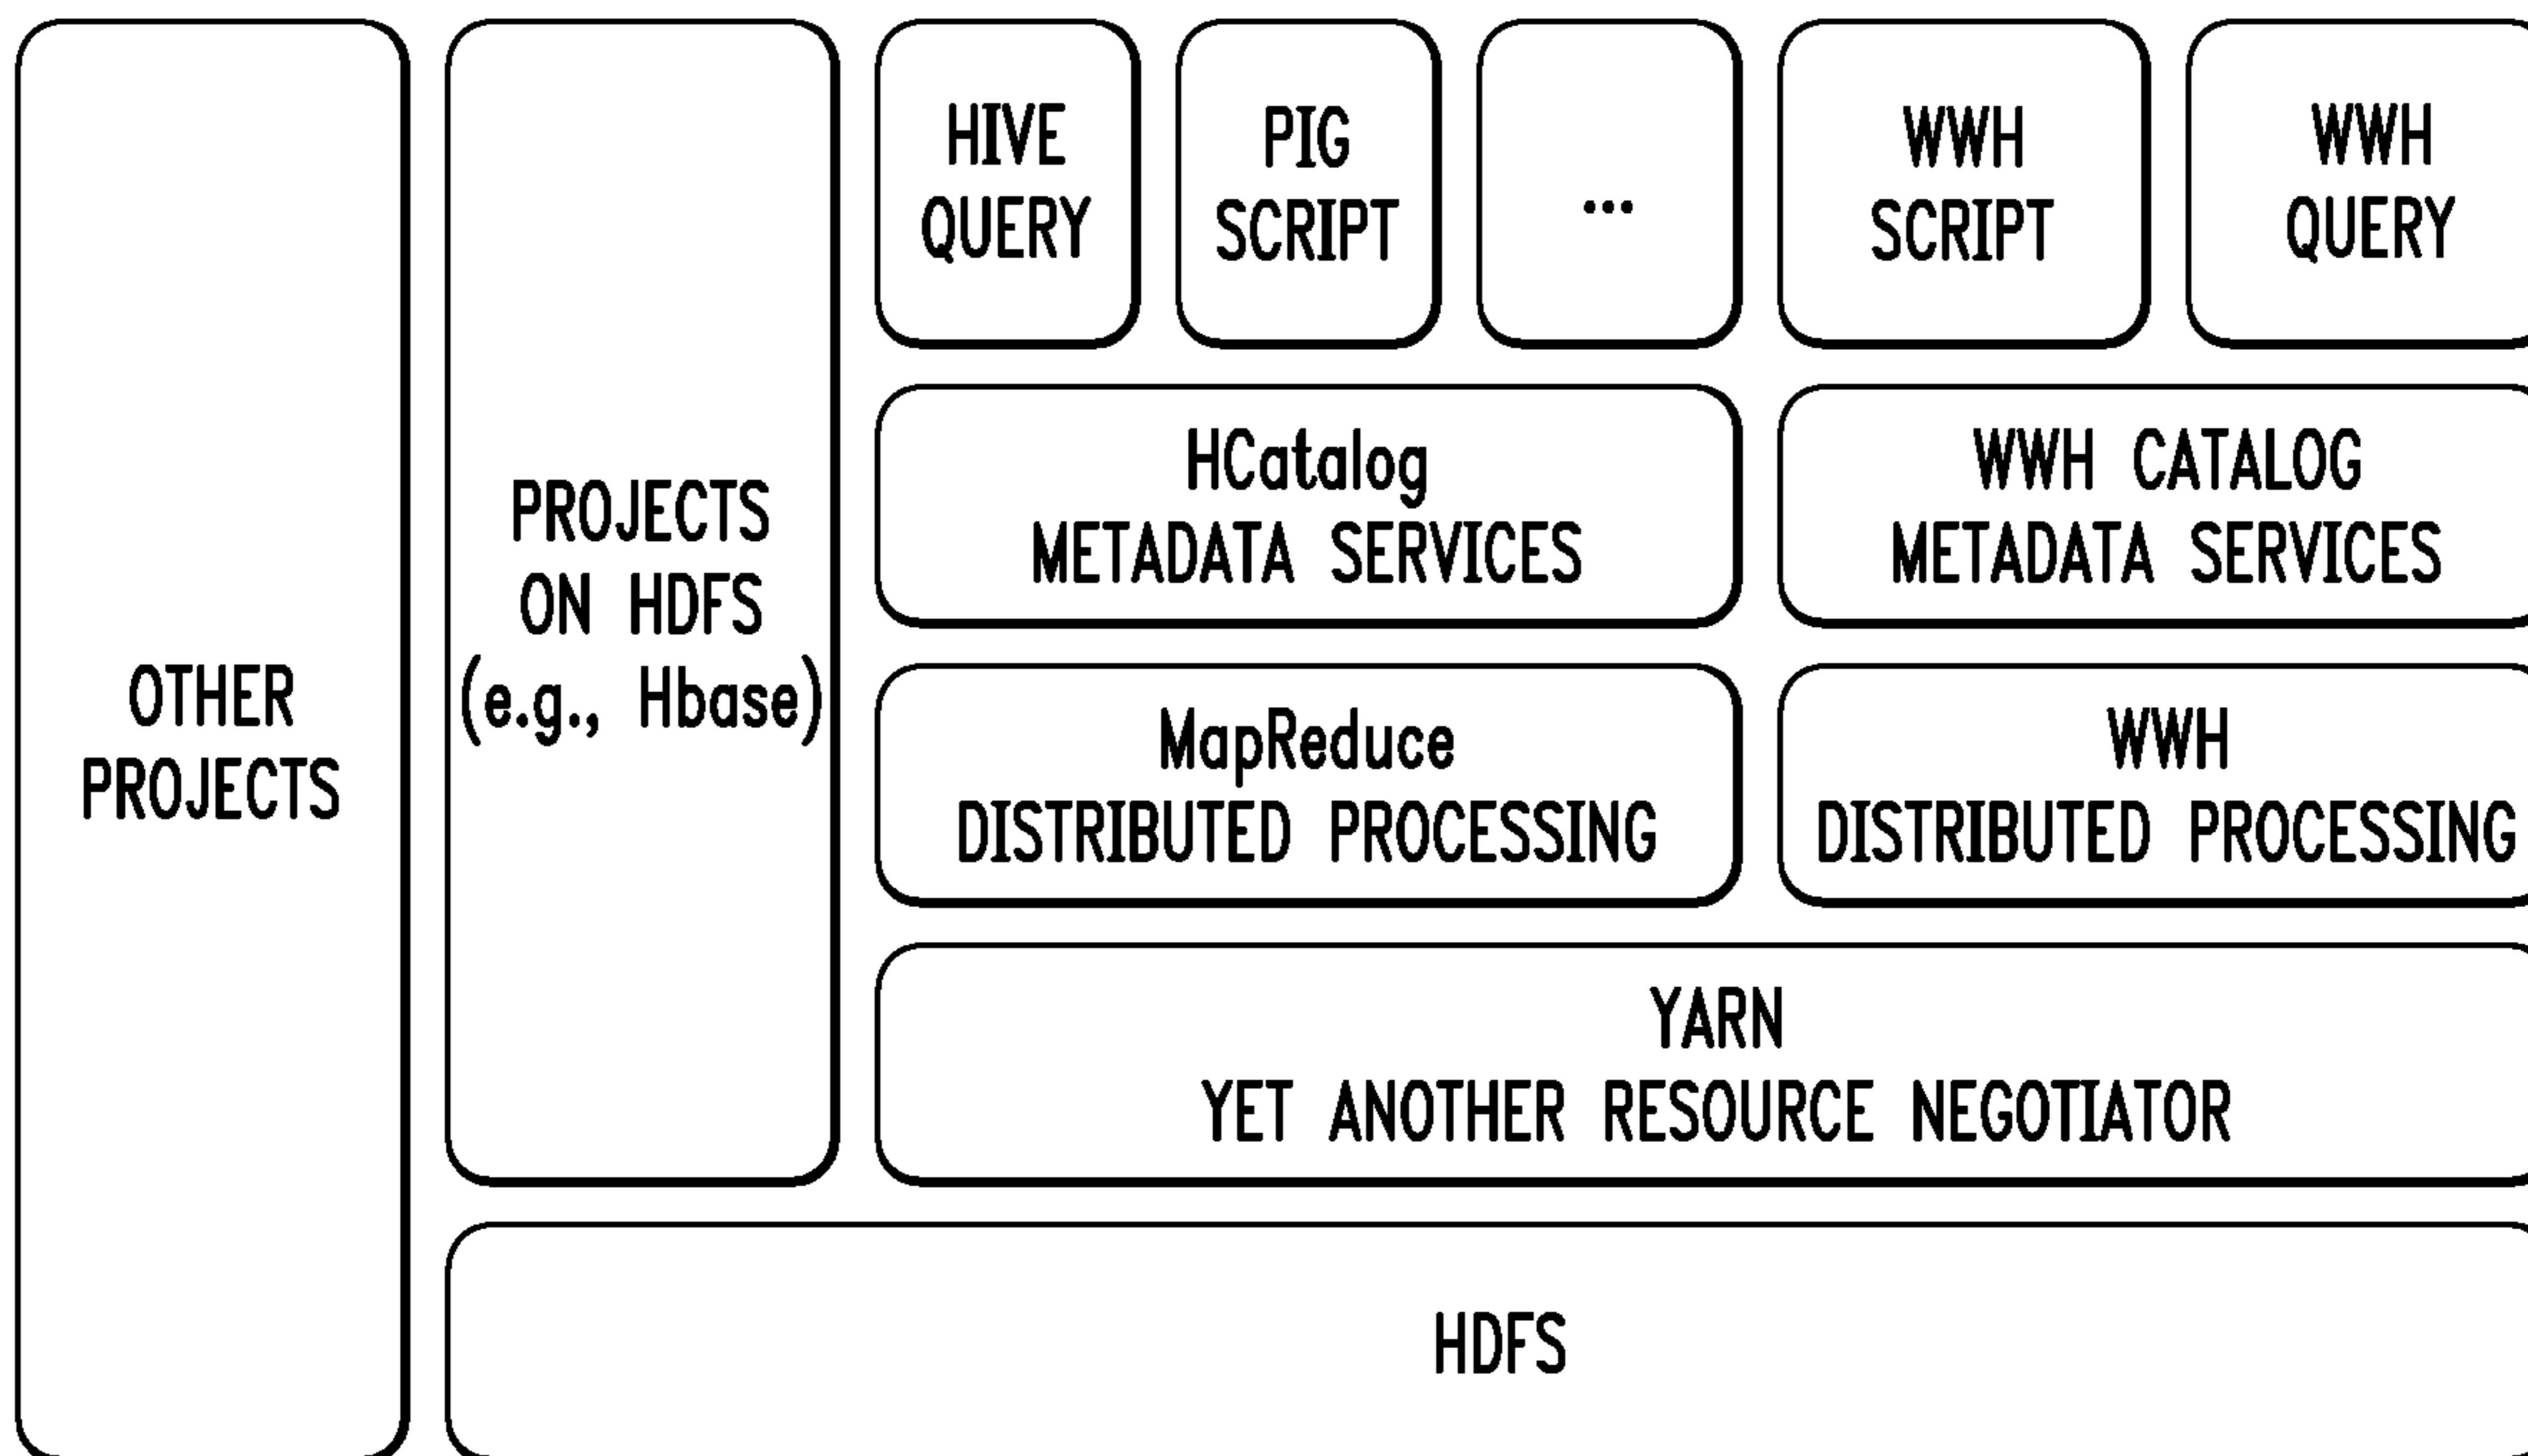 HIVE
QUERY
PIG
SCRIPT
...
WWH
SCRIPT
WWH
QUERY
HCatalog
METADATA SERVICES
WWH CATALOG
METADATA SERVICES
PROJECTS
ON HDFS
(e.g., Hbase)
OTHER
PROJECTS
MapReduce
DISTRIBUTED PROCESSING
WWH
DISTRIBUTED PROCESSING
YARN
YET ANOTHER RESOURCE NEGOTIATOR
HDFS